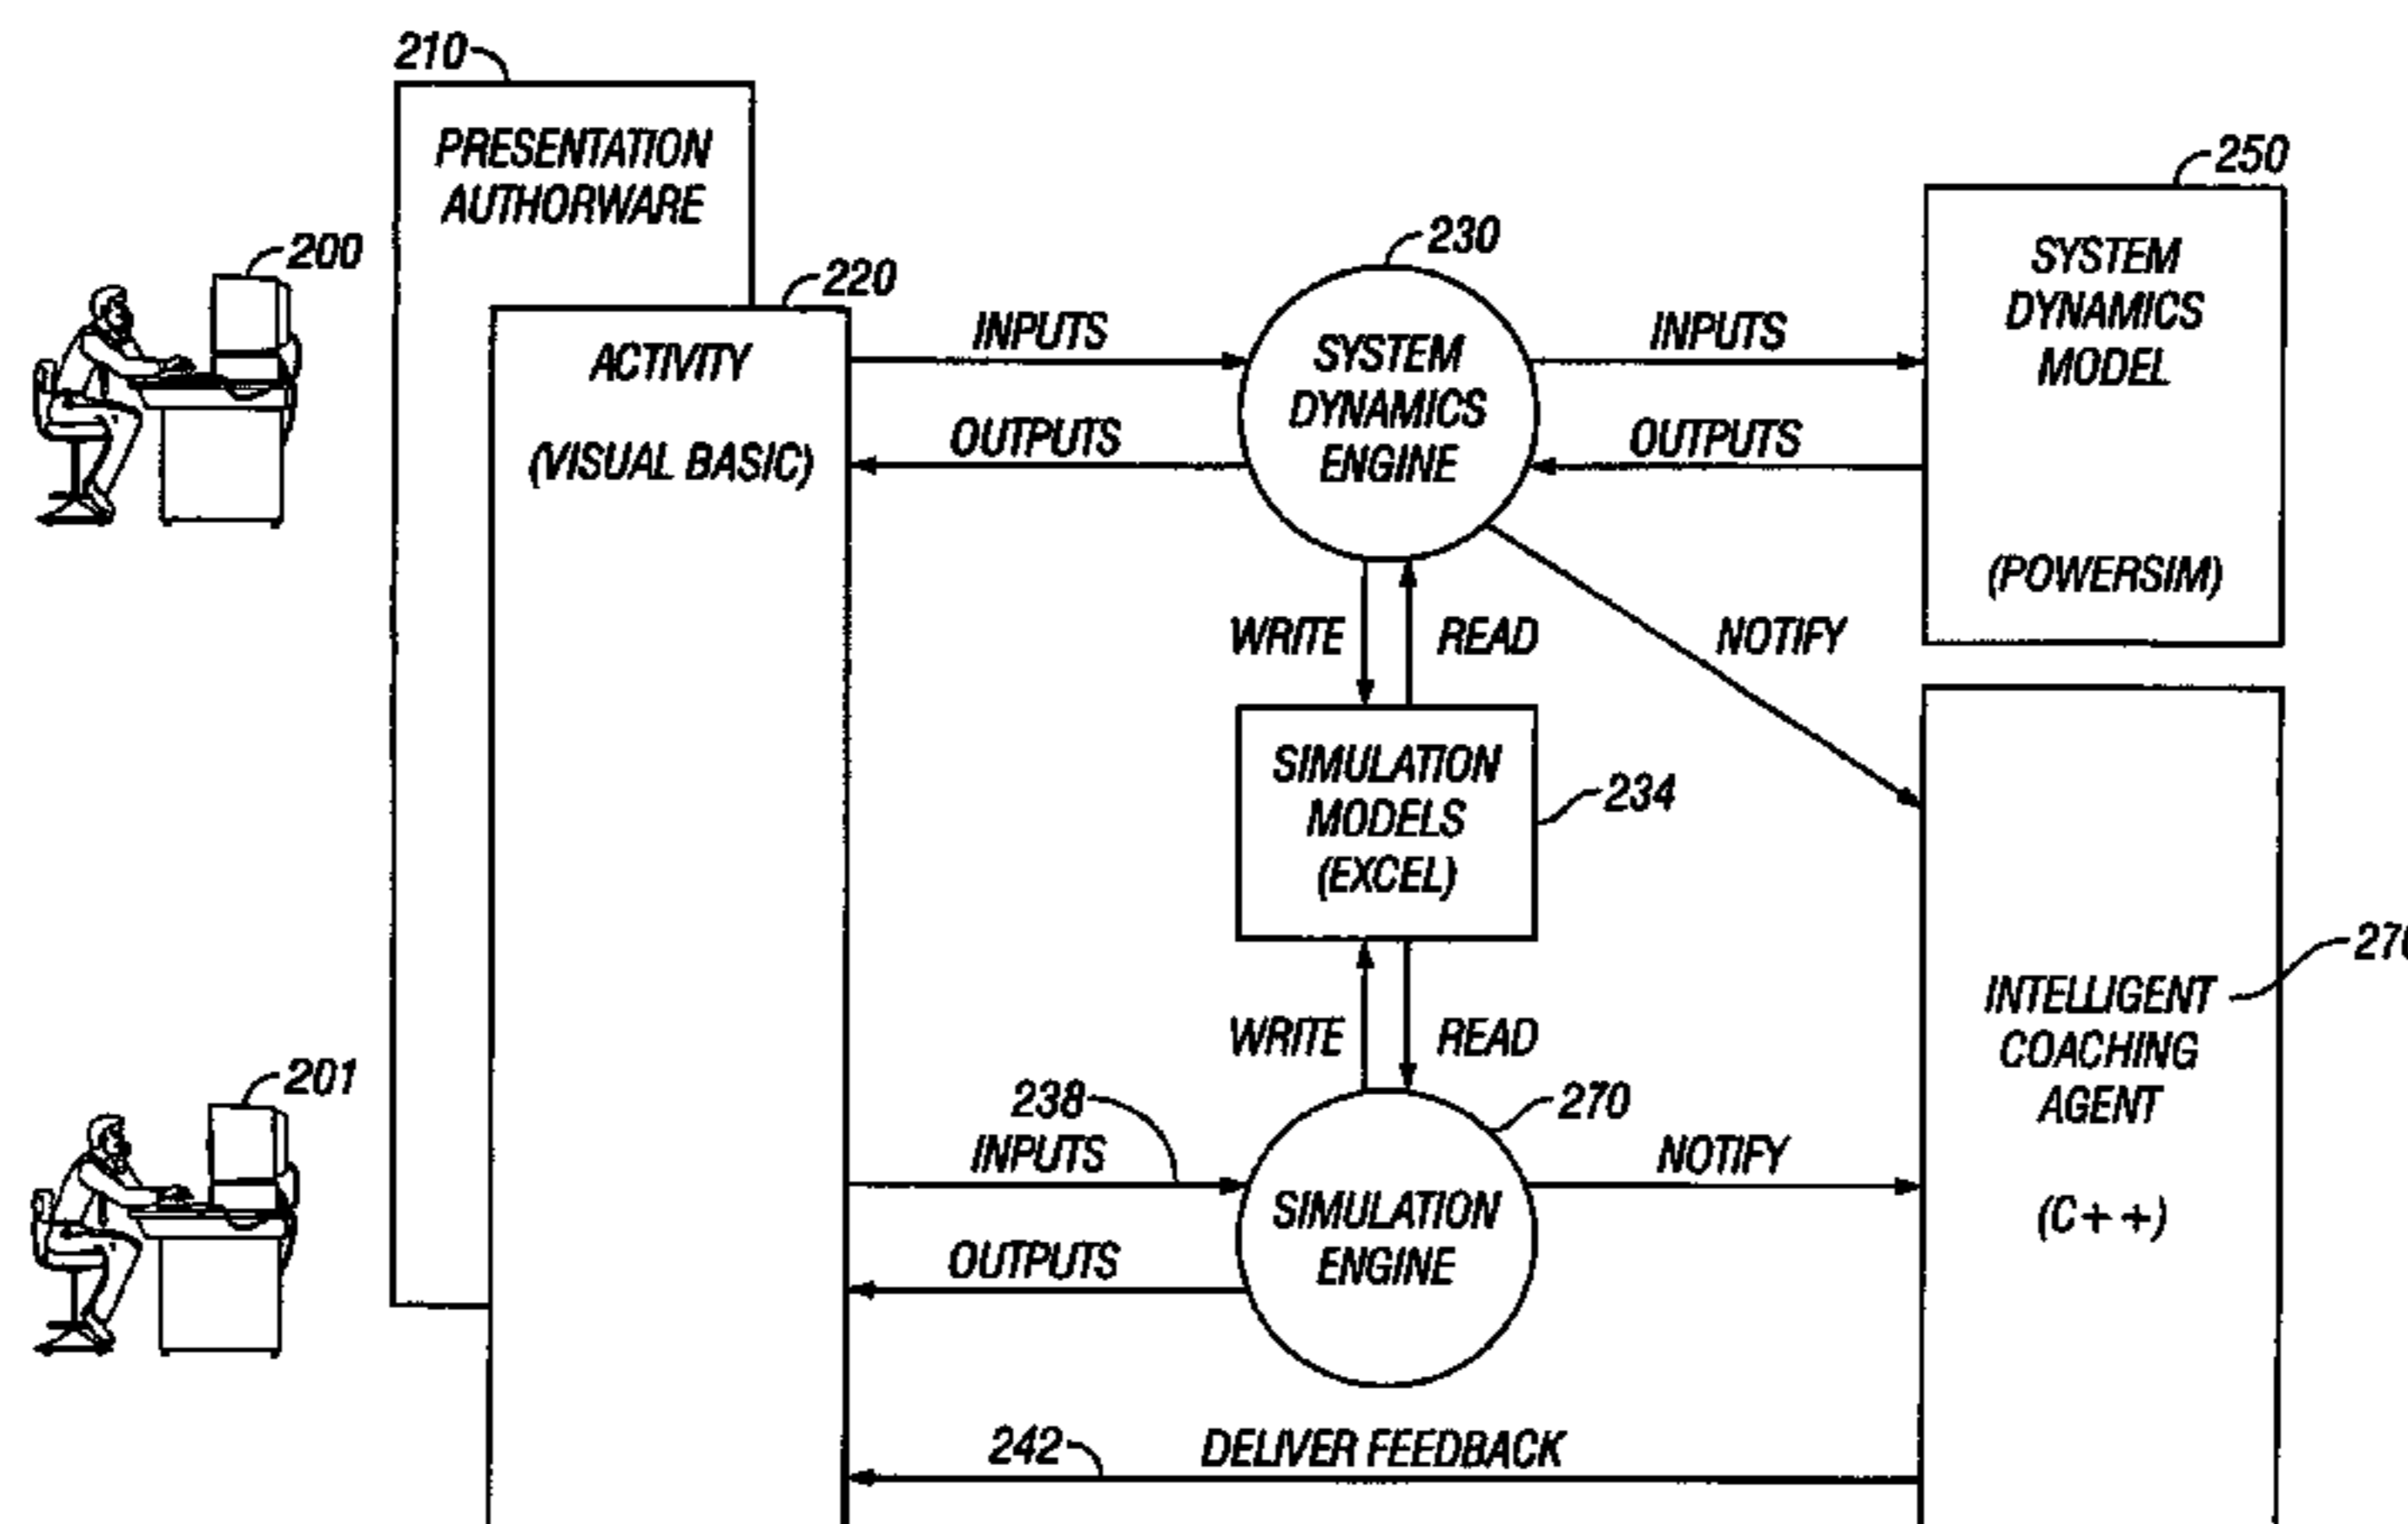 210
PRESENTATION
AUTHORWARE
200
220
ACTIVITY
(VISUAL BASIC)
INPUTS
OUTPUTS
230
SYSTEM
DYNAMICS
ENGINE
INPUTS
OUTPUTS
250
SYSTEM
DYNAMICS
MODEL
(POWERSIM)
WRITE
READ
NOTIFY
SIMULATION
MODELS
(EXCEL)
234
WRITE
READ
201
238
INPUTS
OUTPUTS
270
SIMULATION
ENGINE
NOTIFY
INTELLIGENT
COACHING
AGENT
(C++)
242
DELIVER FEEDBACK